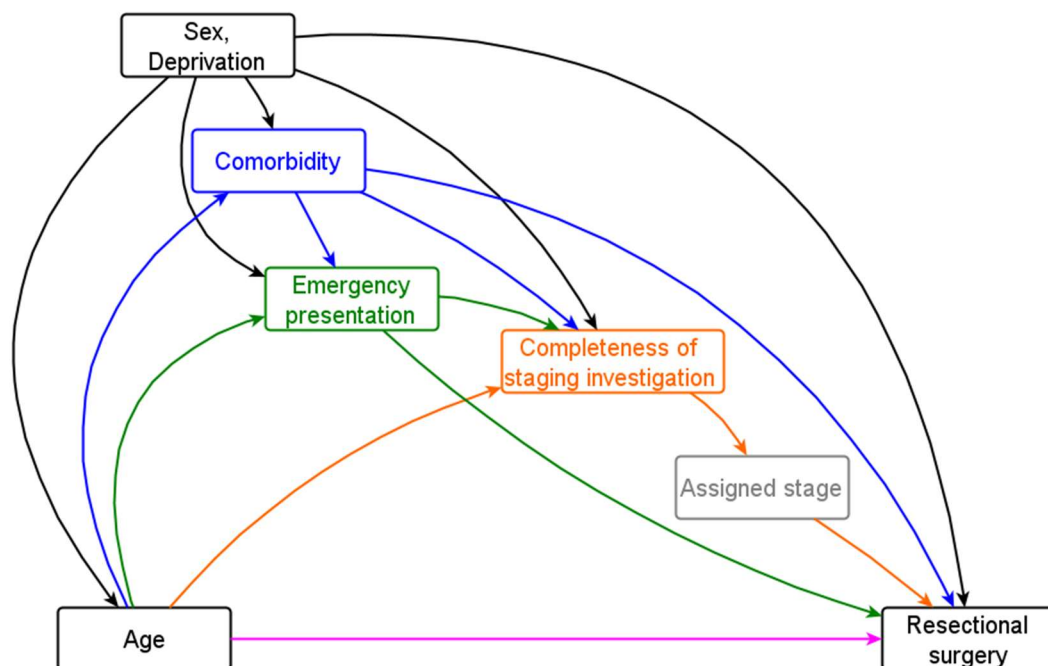 Sex,
Deprivation
Comorbidity
Emergency
presentation
Completeness of
staging investigation
Assigned stage
Age
Resectional
surgery